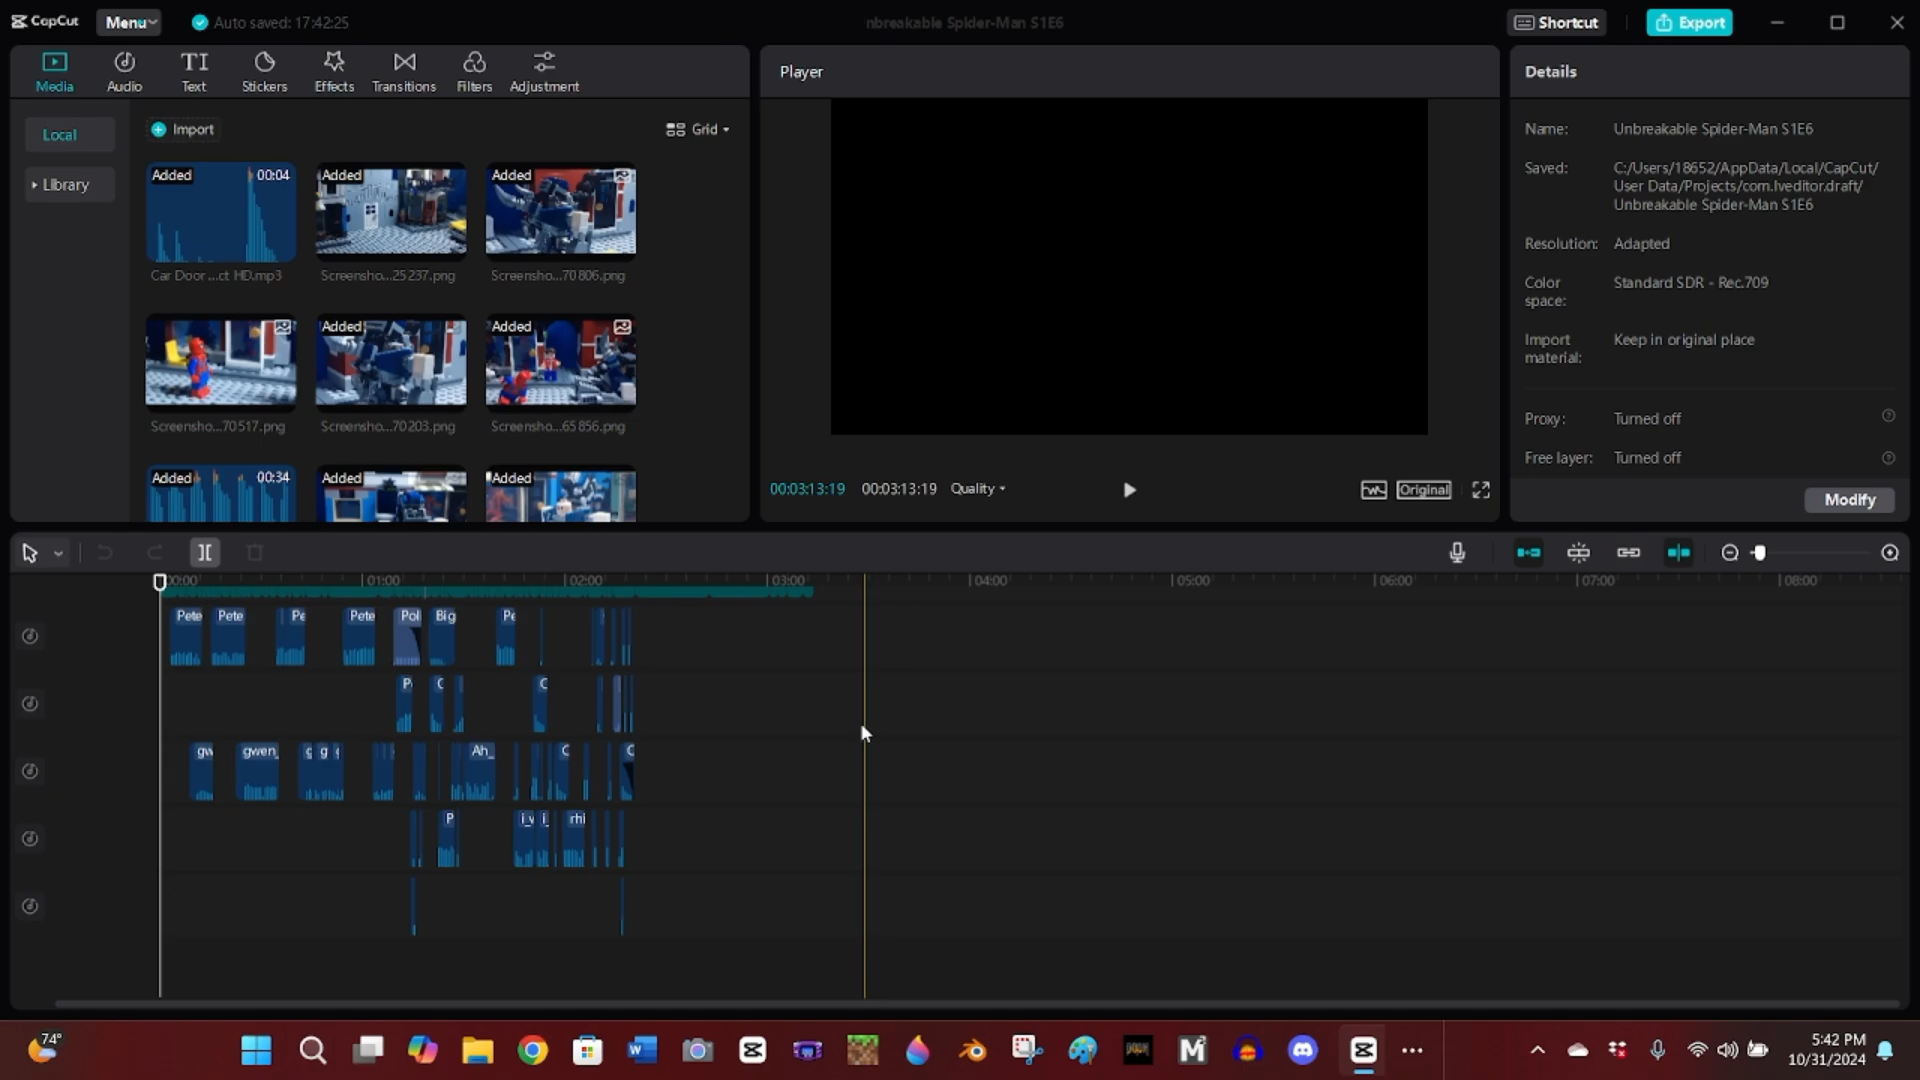 CapCut Menu Auto saved: 17:42:25 nbreakable Spider-Man S1E6 Shortcut Export
Media Audio Text Stickers Effects Transitions Filters Adjustment
Local
Library
Import Grid
Added 00:04
Added
Added
Car Door ...ct HD.mp3 Screensho...25237.png Screensho...70806.png
Added
Added
Screensho...70517.png Screensho...70203.png Screensho...65856.png
Added 00:34
Added
Added
Player
00:03:13:19 00:03:13:19 Quality Original
Details
Name: Unbreakable Spider-Man S1E6
Saved: C:/Users/18652/AppData/Local/CapCut/
User Data/Projects/com.lveditor.draft/
Unbreakable Spider-Man S1E6
Resolution: Adapted
Color space: Standard SDR - Rec.709
Import material: Keep in original place
Proxy: Turned off
Free layer: Turned off
Modify
00:00 01:00 02:00 03:00 04:00 05:00 06:00 07:00 08:00
Pete Pete Pe Pete Pol Big Pe
P C C
gw gwen_ g g Ah_ C C
P i_v i_ rhi
74°
5:42 PM
10/31/2024